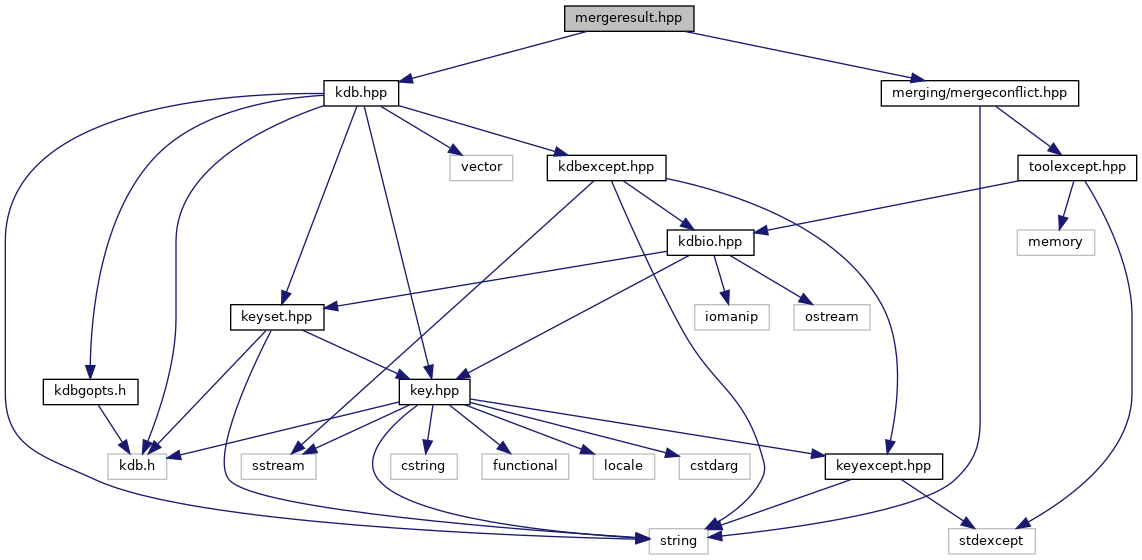 mergeresult.hpp
kdb.hpp
merging/mergeconflict.hpp
vector
kdbexcept.hpp
toolexcept.hpp
kdbio.hpp
memory
keyset.hpp
iomanip
ostream
kdbgopts.h
key.hpp
kdb.h
sstream
cstring
functional
locale
cstdarg
keyexcept.hpp
string
stdexcept